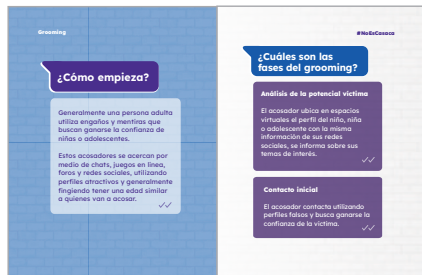 Grooming
¿Cómo empieza?
Generalmente una persona adulta
utiliza engaños y mentiras que
buscan ganarse la confianza de
niñas o adolescentes.
Estos acosadores se acercan por
medio de chats, juegos en línea,
foros y redes sociales, utilizando
perfiles atractivos y generalmente
fingiendo tener una edad similar
a quienes van a acosar.
#NoEsCasaca
¿Cuáles son las
fases del grooming?
Análisis de la potencial víctima
El acosador ubica en espacios
virtuales el perfil del niño, niña
o adolescente con la misma
información de sus redes
sociales, se informa sobre sus
temas de interés.
Contacto inicial
El acosador contacta utilizando
perfiles falsos y busca ganarse la
confianza de la víctima.